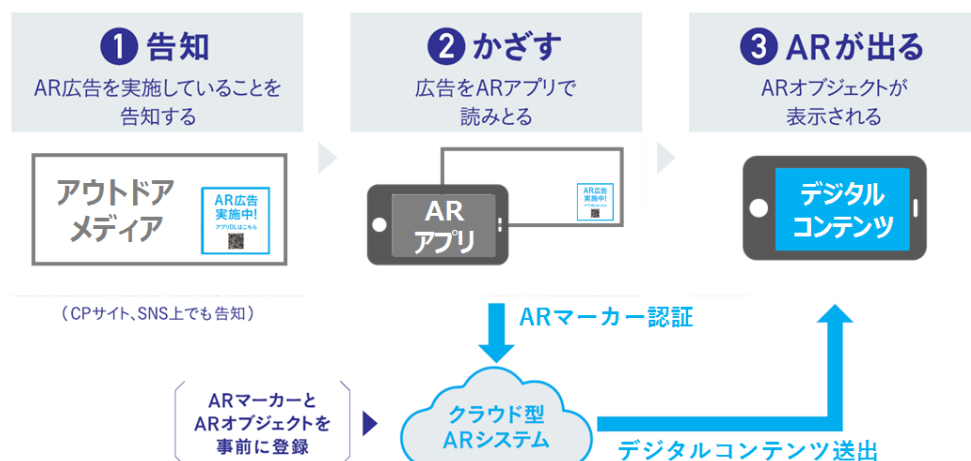 1 告知
AR広告を実施していることを
告知する
2 かざす
広告をARアプリで
読みとる
3 ARが出る
ARオブジェクトが
表示される
アウトドア
メディア
AR広告
実施中!
アプリDLはこちら
AR
アプリ
AR広告
実施中!
デジタル
コンテンツ
(CPサイト、SNS上でも告知)
ARマーカー認証
ARマーカーと
ARオブジェクトを
事前に登録
クラウド型
ARシステム
デジタルコンテンツ送出